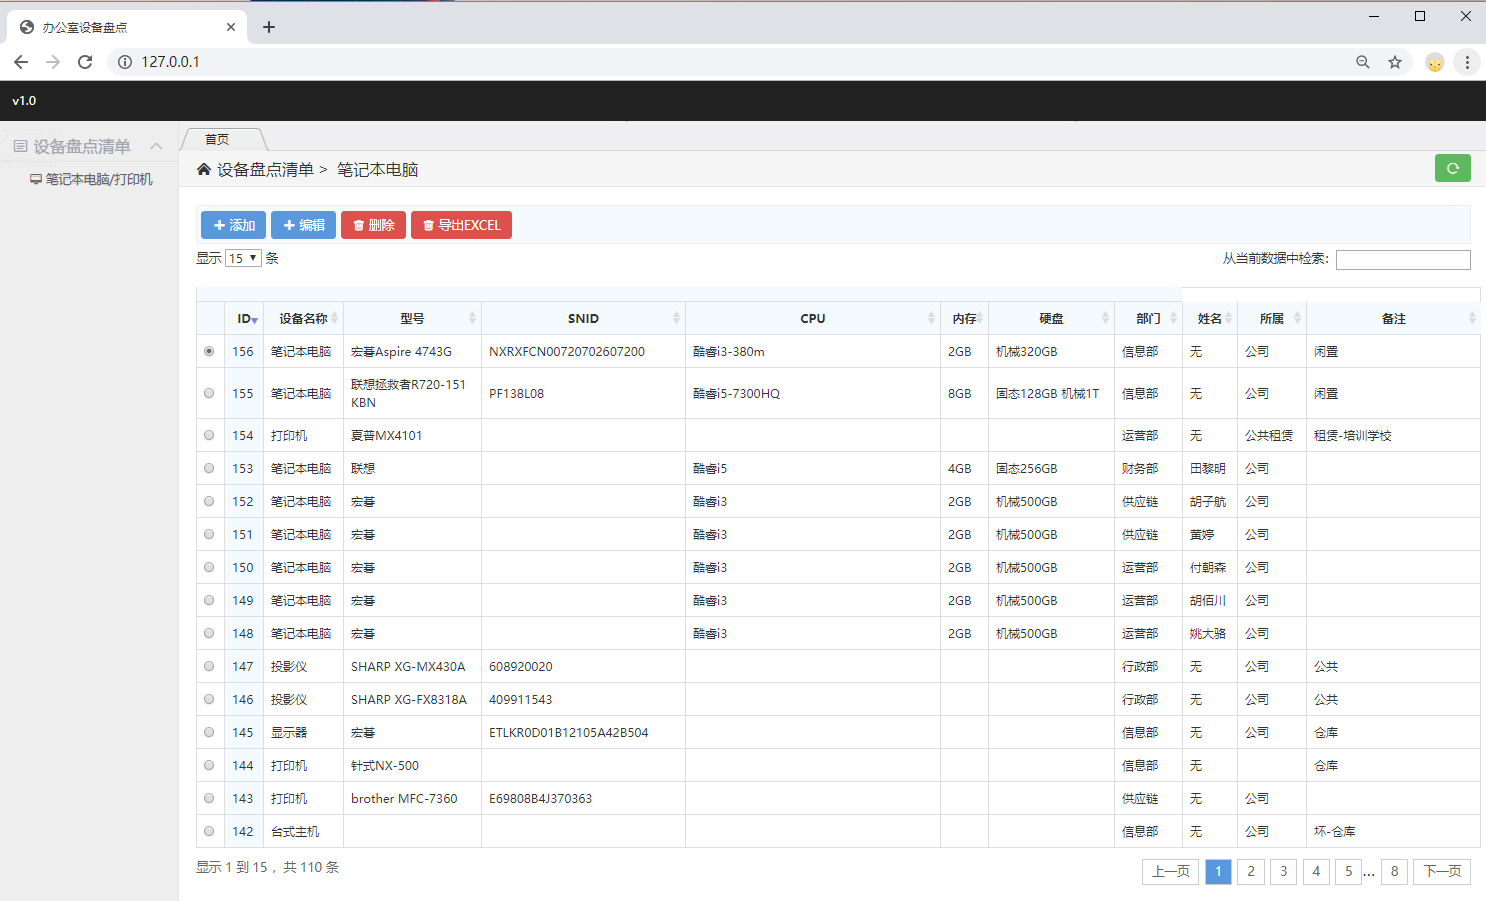 办公室设备盘点
127.0.0.1
v1.0
设备盘点清单
笔记本电脑/打印机
首页
设备盘点清单 > 笔记本电脑
添加 编辑 删除 导出EXCEL
显示 15 条 从当前数据中检索:
ID 设备名称 型号 SNID CPU 内存 硬盘 部门 姓名 所属 备注
156 笔记本电脑 宏碁Aspire 4743G NXRXFCN00720702607200 酷睿i3-380m 2GB 机械320GB 信息部 无 公司 闲置
155 笔记本电脑 联想拯救者R720-151 PF138L08 酷睿i5-7300HQ 8GB 固态128GB 机械1T 信息部 无 公司 闲置
KBN
154 打印机 夏普MX4101 运营部 无 公共租赁 租赁-培训学校
153 笔记本电脑 联想 酷睿i5 4GB 固态256GB 财务部 田黎明 公司
152 笔记本电脑 宏碁 酷睿i3 2GB 机械500GB 供应链 胡子航 公司
151 笔记本电脑 宏碁 酷睿i3 2GB 机械500GB 供应链 黄婷 公司
150 笔记本电脑 宏碁 酷睿i3 2GB 机械500GB 运营部 付朝森 公司
149 笔记本电脑 宏碁 酷睿i3 2GB 机械500GB 运营部 胡佰川 公司
148 笔记本电脑 宏碁 酷睿i3 2GB 机械500GB 运营部 姚大骆 公司
147 投影仪 SHARP XG-MX430A 608920020 行政部 无 公司 公共
146 投影仪 SHARP XG-FX8318A 409911543 行政部 无 公司 公共
145 显示器 宏碁 ETLKR0D01B12105A42B504 信息部 无 公司 仓库
144 打印机 针式NX-500 信息部 无 仓库
143 打印机 brother MFC-7360 E69808B4J370363 供应链 无 公司
142 台式主机 信息部 无 公司 坏-仓库
显示 1 到 15 ，共 110 条 上一页 1 2 3 4 5 ... 8 下一页